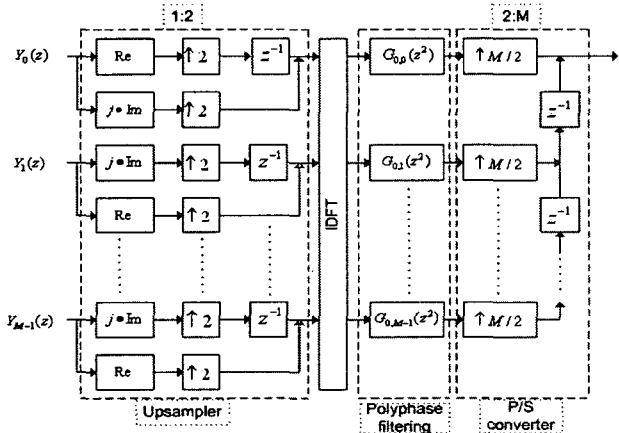 1:2
2:M
Y₀(z) Re ↑2 z⁻¹ G₀,₀(z²) ↑M/2
j•Im ↑2 z⁻¹
Y₁(z) j•Im ↑2 z⁻¹ IDFT G₀,₁(z²) ↑M/2
Re ↑2 z⁻¹
Y_{M-1}(z) j•Im ↑2 z⁻¹ G₀,M₋₁(z²) ↑M/2
Re ↑2
Upsampler
Polyphase filtering
P/S converter